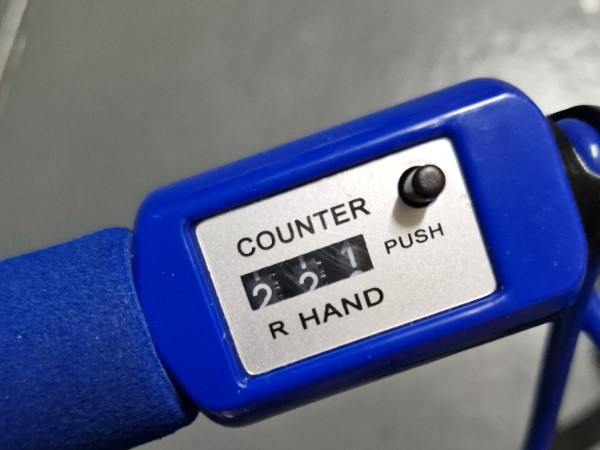 COUNTER
PUSH
221
R HAND